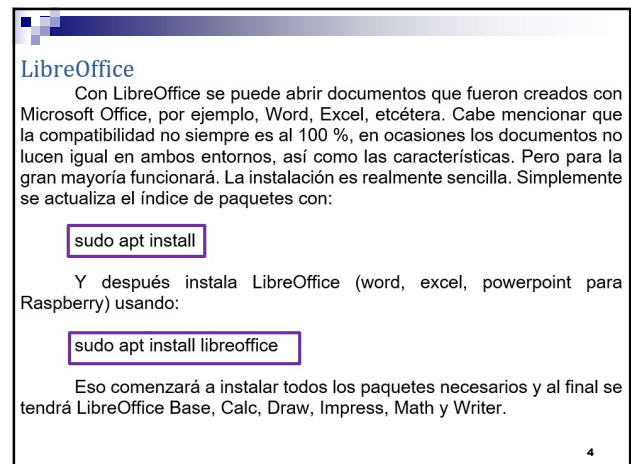 LibreOffice
Con LibreOffice se puede abrir documentos que fueron creados con
Microsoft Office, por ejemplo, Word, Excel, etcétera. Cabe mencionar que
la compatibilidad no siempre es al 100 %, en ocasiones los documentos no
lucen igual en ambos entornos, así como las características. Pero para la
gran mayoría funcionará. La instalación es realmente sencilla. Simplemente
se actualiza el índice de paquetes con:
sudo apt install
Y después instala LibreOffice (word, excel, powerpoint para
Raspberry) usando:
sudo apt install libreoffice
Eso comenzará a instalar todos los paquetes necesarios y al final se
tendrá LibreOffice Base, Calc, Draw, Impress, Math y Writer.
4